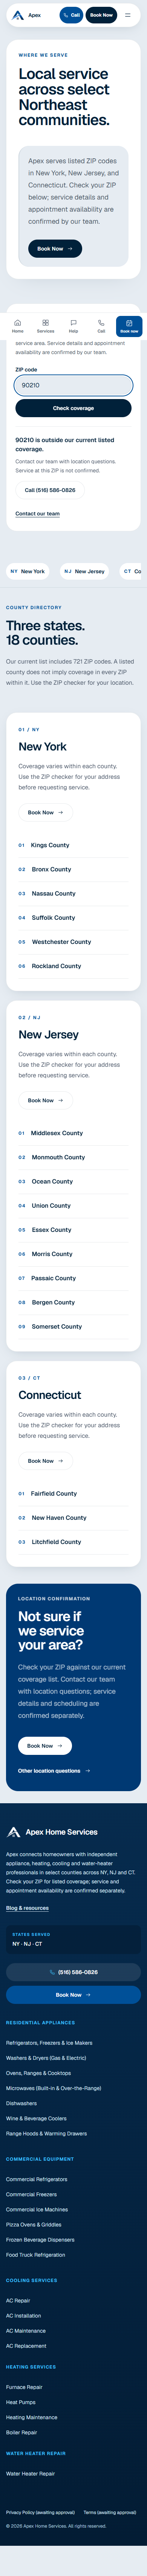 Apex
Call
Book Now
WHERE WE SERVE
Local service
across select
Northeast
communities.
Apex serves listed ZIP codes
in New York, New Jersey, and
Connecticut. Check your ZIP
below; service details and
appointment availability are
confirmed by our team.
Book Now →
Home
Services
Help
Call
Book now
area. Service details and appointment
availability are confirmed by our team.
ZIP code
90210
Check coverage
90210 is outside our current listed
coverage.
Contact our team with location questions.
Service at this ZIP is not confirmed.
Call (516) 586-0826
Contact our team
NY New York
NJ New Jersey
CT Co
COUNTY DIRECTORY
Three states.
18 counties.
Our current list includes 721 ZIP codes. A listed
county does not imply coverage in every ZIP
within it. Use the ZIP checker for your location.
01 / NY
New York
Coverage varies within each county.
Use the ZIP checker for your address
before requesting service.
Book Now →
01 Kings County
02 Bronx County
03 Nassau County
04 Suffolk County
05 Westchester County
06 Rockland County
02 / NJ
New Jersey
Coverage varies within each county.
Use the ZIP checker for your address
before requesting service.
Book Now →
01 Middlesex County
02 Monmouth County
03 Ocean County
04 Union County
05 Essex County
06 Morris County
07 Passaic County
08 Bergen County
09 Somerset County
03 / CT
Connecticut
Coverage varies within each county.
Use the ZIP checker for your address
before requesting service.
Book Now →
01 Fairfield County
02 New Haven County
03 Litchfield County
LOCATION CONFIRMATION
Not sure if
we service
your area?
Check your ZIP against our current
coverage list. Contact our team
with location questions; service
details and scheduling are
confirmed separately.
Book Now →
Other location questions →
Apex Home Services
Apex connects homeowners with independent
appliance, heating, cooling and water-heater
professionals in select counties across NY, NJ and CT.
Check your ZIP for listed coverage; service and
appointment availability are confirmed separately.
Blog & resources
STATES SERVED
NY · NJ · CT
(516) 586-0826
Book Now →
RESIDENTIAL APPLIANCES
Refrigerators, Freezers & Ice Makers
Washers & Dryers (Gas & Electric)
Ovens, Ranges & Cooktops
Microwaves (Built-in & Over-the-Range)
Dishwashers
Wine & Beverage Coolers
Range Hoods & Warming Drawers
COMMERCIAL EQUIPMENT
Commercial Refrigerators
Commercial Freezers
Commercial Ice Machines
Pizza Ovens & Griddles
Frozen Beverage Dispensers
Food Truck Refrigeration
COOLING SERVICES
AC Repair
AC Installation
AC Maintenance
AC Replacement
HEATING SERVICES
Furnace Repair
Heat Pumps
Heating Maintenance
Boiler Repair
WATER HEATER REPAIR
Water Heater Repair
Privacy Policy (awaiting approval)
Terms (awaiting approval)
© 2026 Apex Home Services. All rights reserved.